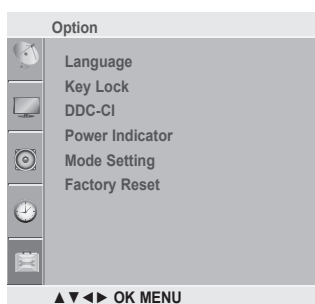 Option
Language
Key Lock
DDC-CI
Power Indicator
Mode Setting
Factory Reset
▲▼◄► OK MENU